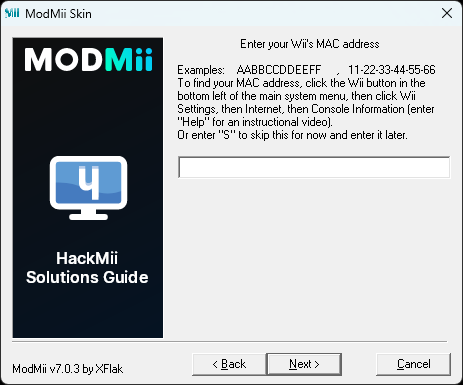 ModMii Skin
MODMii
HackMii
Solutions Guide
Enter your Wii's MAC address
Examples: AABBCCDDEEFF , 11-22-33-44-55-66
To find your MAC address, click the Wii button in the
bottom left of the main system menu, then click Wii
Settings, then Internet, then Console Information (enter
"Help" for an instructional video).
Or enter "S" to skip this for now and enter it later.
ModMii v7.0.3 by XFlak
< Back
Next >
Cancel